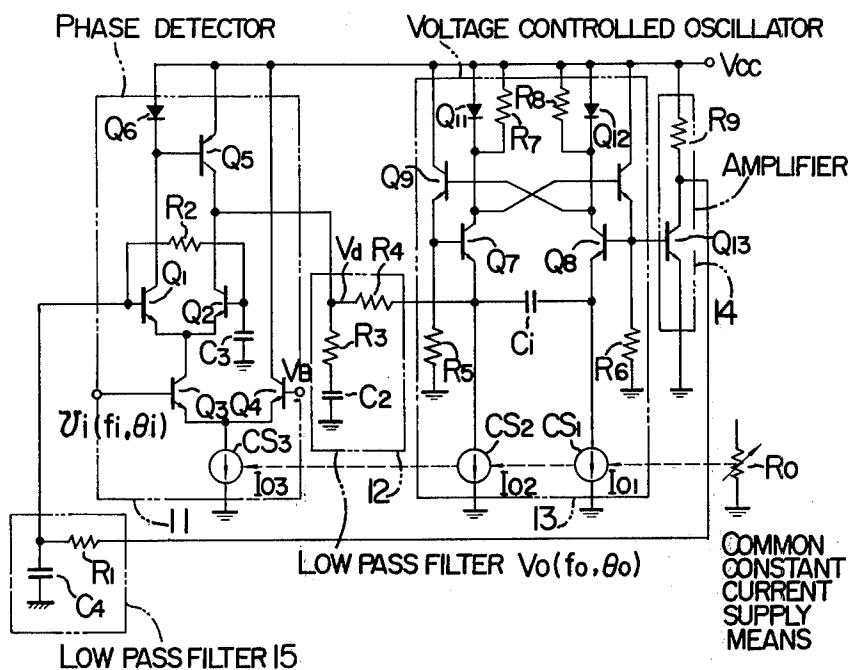 PHASE DETECTOR
VOLTAGE CONTROLLED OSCILLATOR
Vcc
Q6
Q5
Q11
R7
R8
Q12
R9
AMPLIFIER
Q9
R2
Q1
Q2
C3
Vd
R4
R3
C2
Q7
Q8
Q13
14
Ci
R5
R6
Q3
Q4
VB
υi(fi,θi)
CS3
I03
CS2
I02
CS1
I01
R0
11
12
13
R1
C4
LOW PASS FILTER
Vo(fo,θo)
COMMON
CONSTANT
CURRENT
SUPPLY
MEANS
LOW PASS FILTER 15